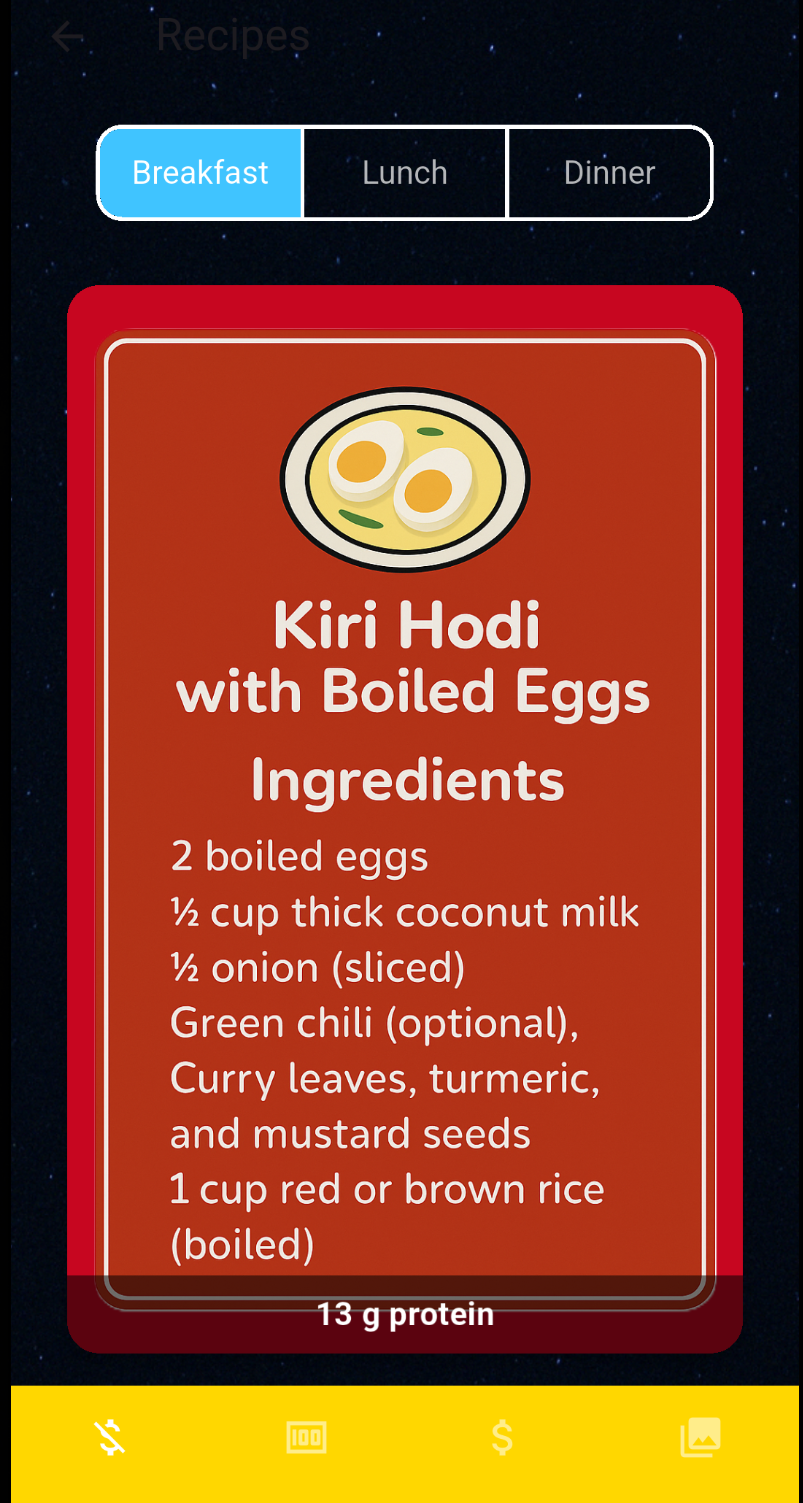 Recipes
Breakfast
Lunch
Dinner
Kiri Hodi
with Boiled Eggs
Ingredients
2 boiled eggs
½ cup thick coconut milk
½ onion (sliced)
Green chili (optional),
Curry leaves, turmeric,
and mustard seeds
1 cup red or brown rice
(boiled)
13 g protein
100